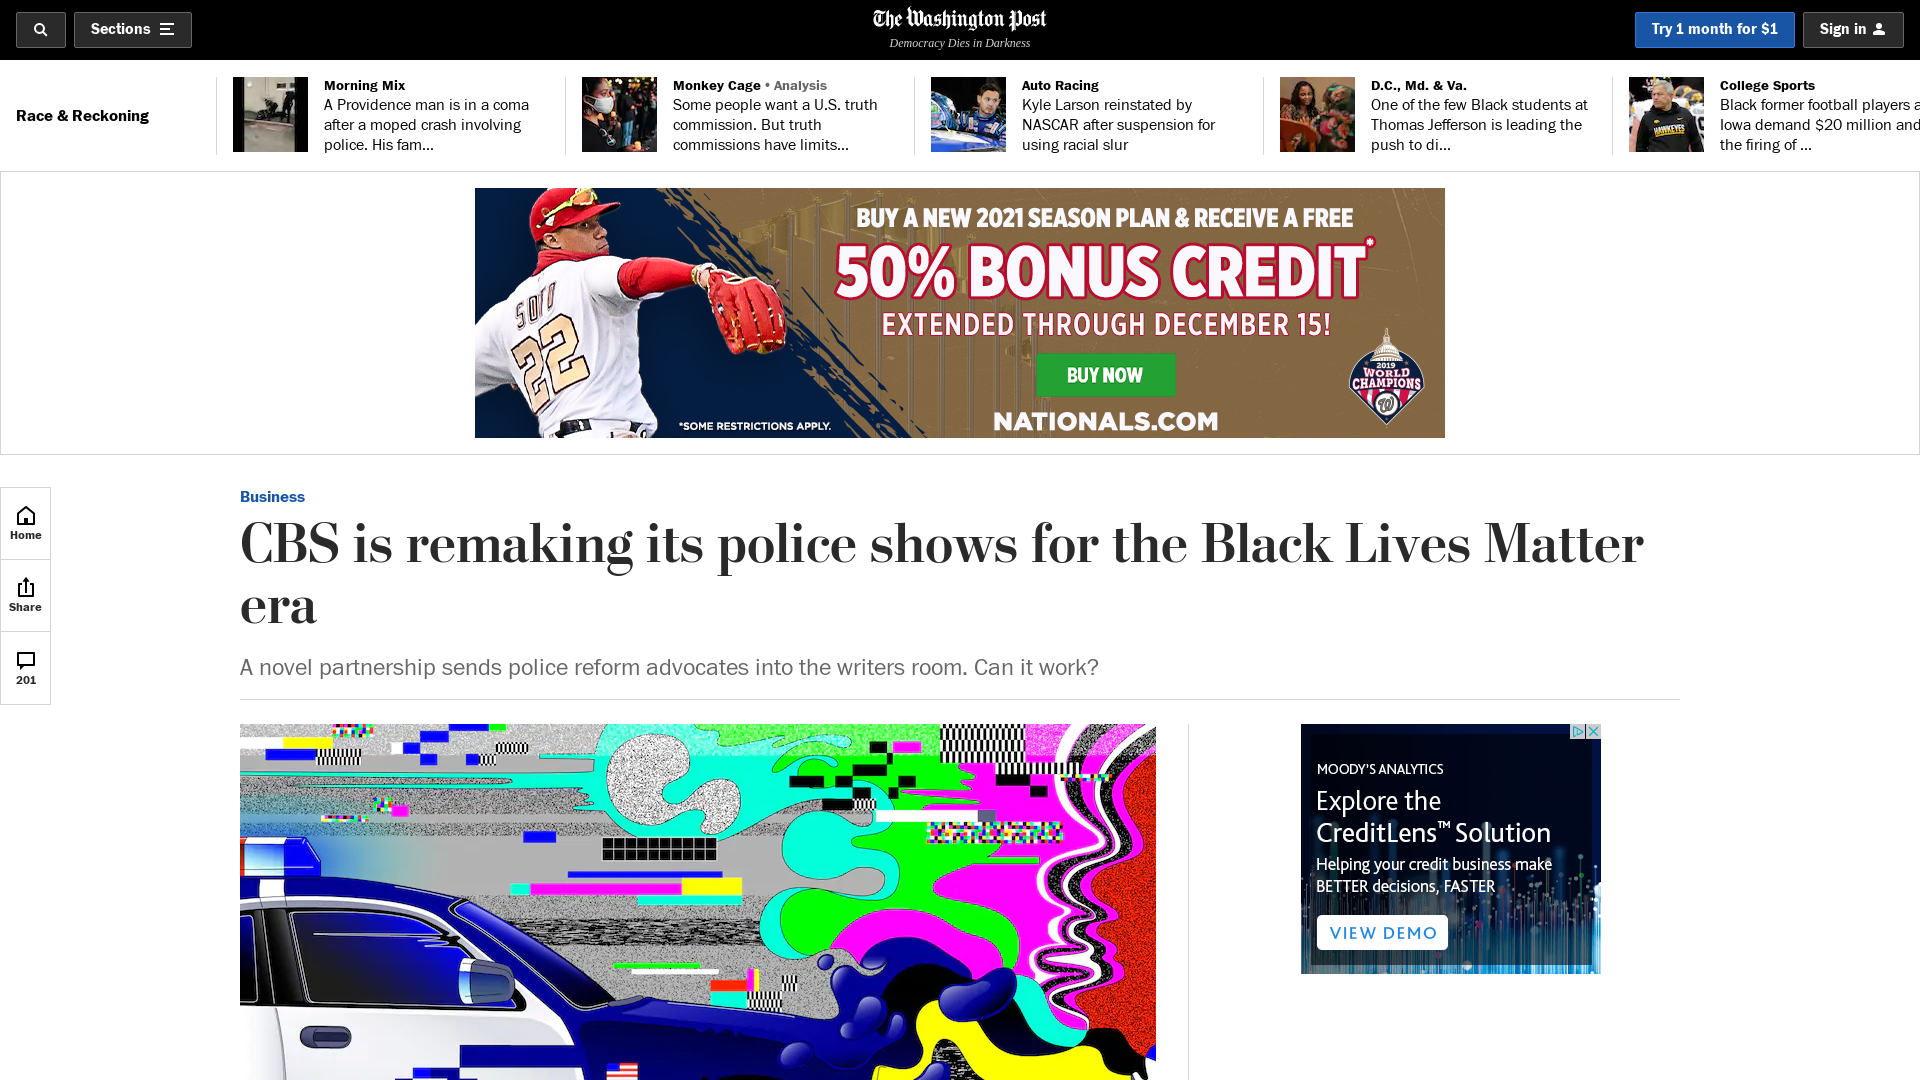 Sections
The Washington Post
Democracy Dies in Darkness
Try 1 month for $1
Sign in
Race & Reckoning
Morning Mix
A Providence man is in a coma
after a moped crash involving
police. His fam...
Monkey Cage • Analysis
Some people want a U.S. truth
commission. But truth
commissions have limits...
Auto Racing
Kyle Larson reinstated by
NASCAR after suspension for
using racial slur
D.C., Md. & Va.
One of the few Black students at
Thomas Jefferson is leading the
push to di...
HAWKEYES
College Sports
Black former football players a
Iowa demand $20 million and
the firing of ...
SOTO
22
BUY A NEW 2021 SEASON PLAN & RECEIVE A FREE
50% BONUS CREDIT*
EXTENDED THROUGH DECEMBER 15!
BUY NOW
NATIONALS.COM
*SOME RESTRICTIONS APPLY.
2019
WORLD
CHAMPIONS
W
Home
Share
201
Business
CBS is remaking its police shows for the Black Lives Matter
era
A novel partnership sends police reform advocates into the writers room. Can it work?
MOODY'S ANALYTICS
Explore the
CreditLens™ Solution
Helping your credit business make
BETTER decisions, FASTER
VIEW DEMO